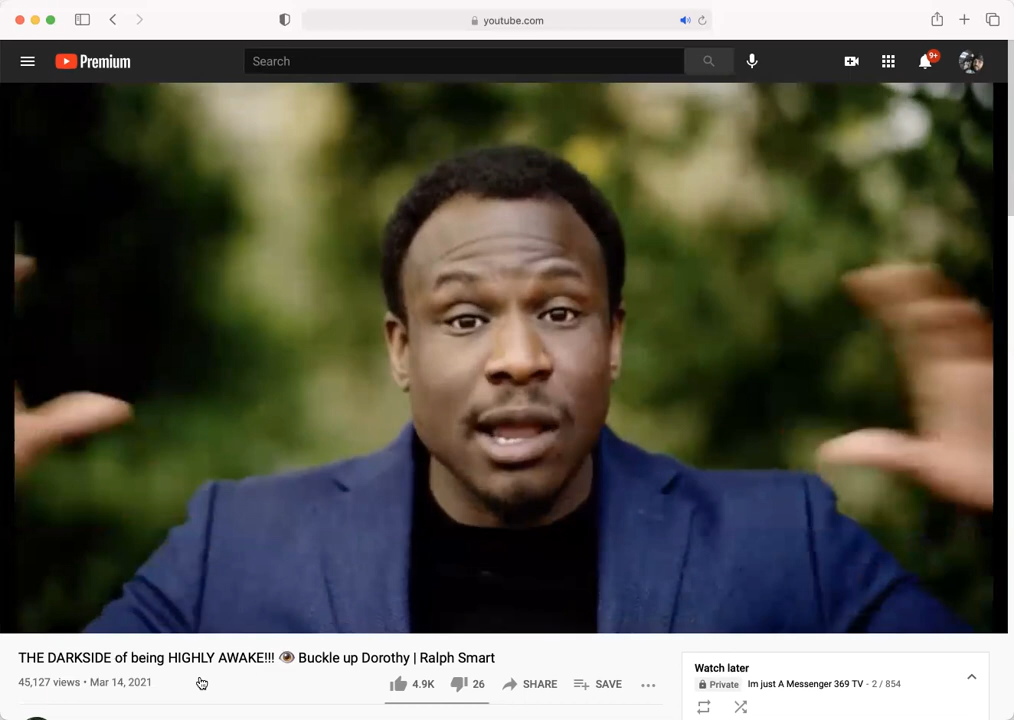 youtube.com
Premium
Search
9+
THE DARKSIDE of being HIGHLY AWAKE!!! 👁️ Buckle up Dorothy | Ralph Smart
45,127 views • Mar 14, 2021
4.9K
26
SHARE
SAVE
Watch later
Private
Im just A Messenger 369 TV - 2 / 854